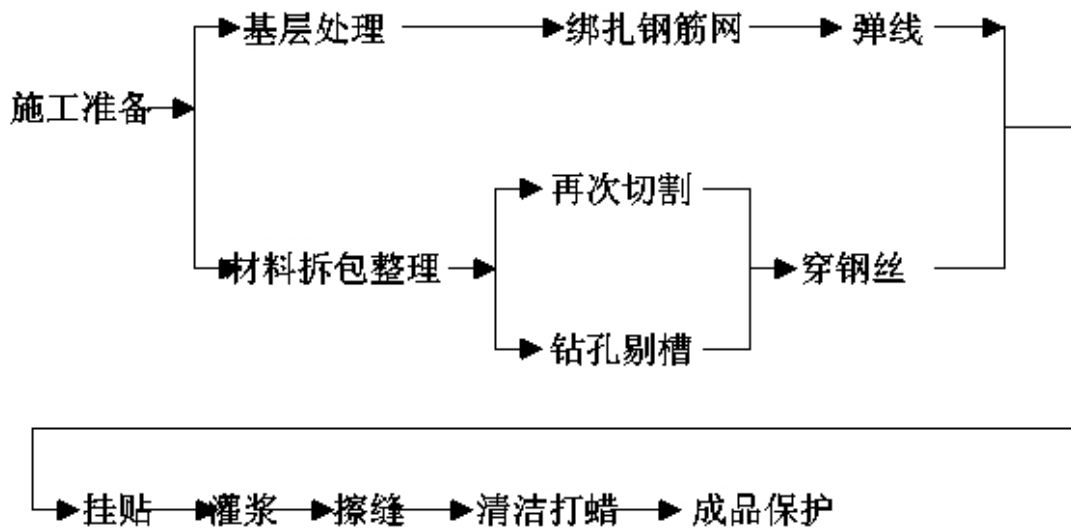 基层处理 绑扎钢筋网 弹线
施工准备
再次切割
材料拆包整理 穿钢丝
钻孔剔槽
挂贴 灌浆 擦缝 清洁打蜡 成品保护